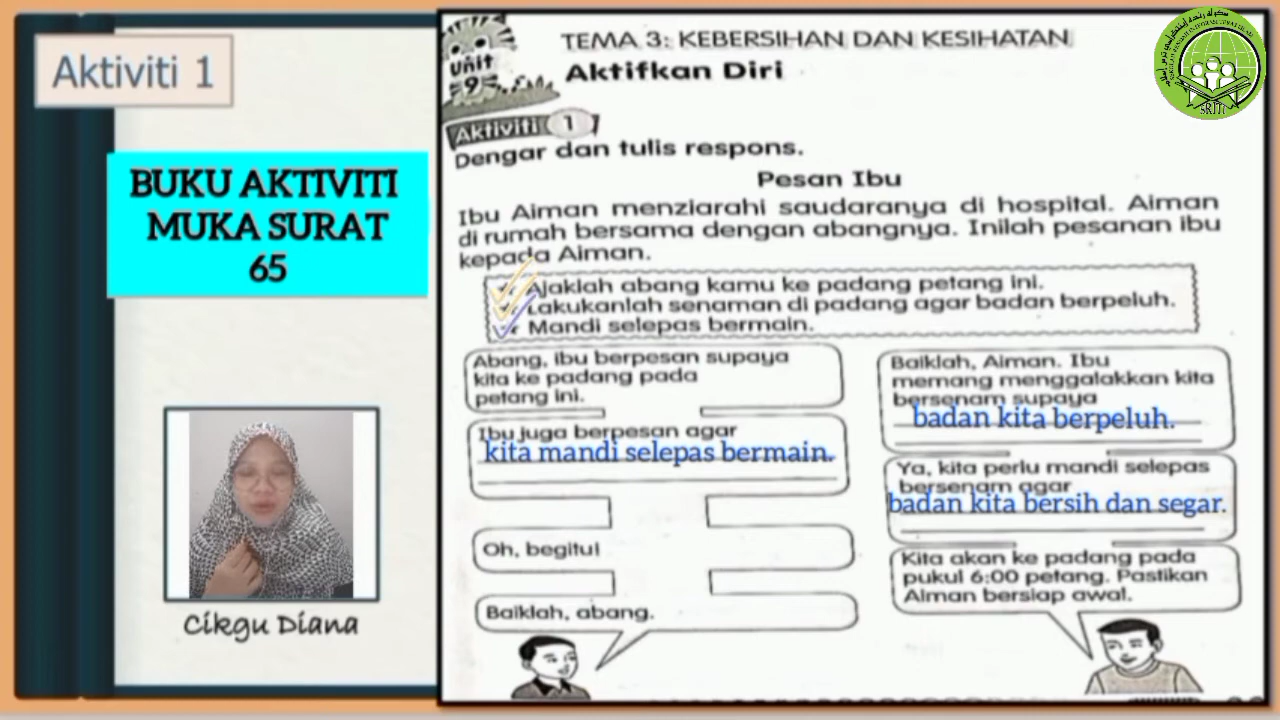 Aktiviti 1
BUKU AKTIVITI
MUKA SURAT
65
Cikgu Diana
Unit
9
TEMA 3: KEBERSIHAN DAN KESIHATAN
Aktifkan Diri
Aktiviti 1
Dengar dan tulis respons.
Pesan Ibu
Ibu Aiman menziarahi saudaranya di hospital. Aiman
di rumah bersama dengan abangnya. Inilah pesanan ibu
kepada Aiman.
Ajaklah abang kamu ke padang petang ini.
Lakukanlah senaman di padang agar badan berpeluh.
Mandi selepas bermain.
Abang, ibu berpesan supaya
kita ke padang pada
petang ini.
Baiklah, Aiman. Ibu
memang menggalakkan kita
bersenam supaya
badan kita berpeluh.
Ibu juga berpesan agar
kita mandi selepas bermain.
Ya, kita perlu mandi selepas
bersenam agar
badan kita bersih dan segar.
Oh, begitu!
Kita akan ke padang pada
pukul 6:00 petang. Pastikan
Aiman bersiap awal.
Baiklah, abang.
SRITI